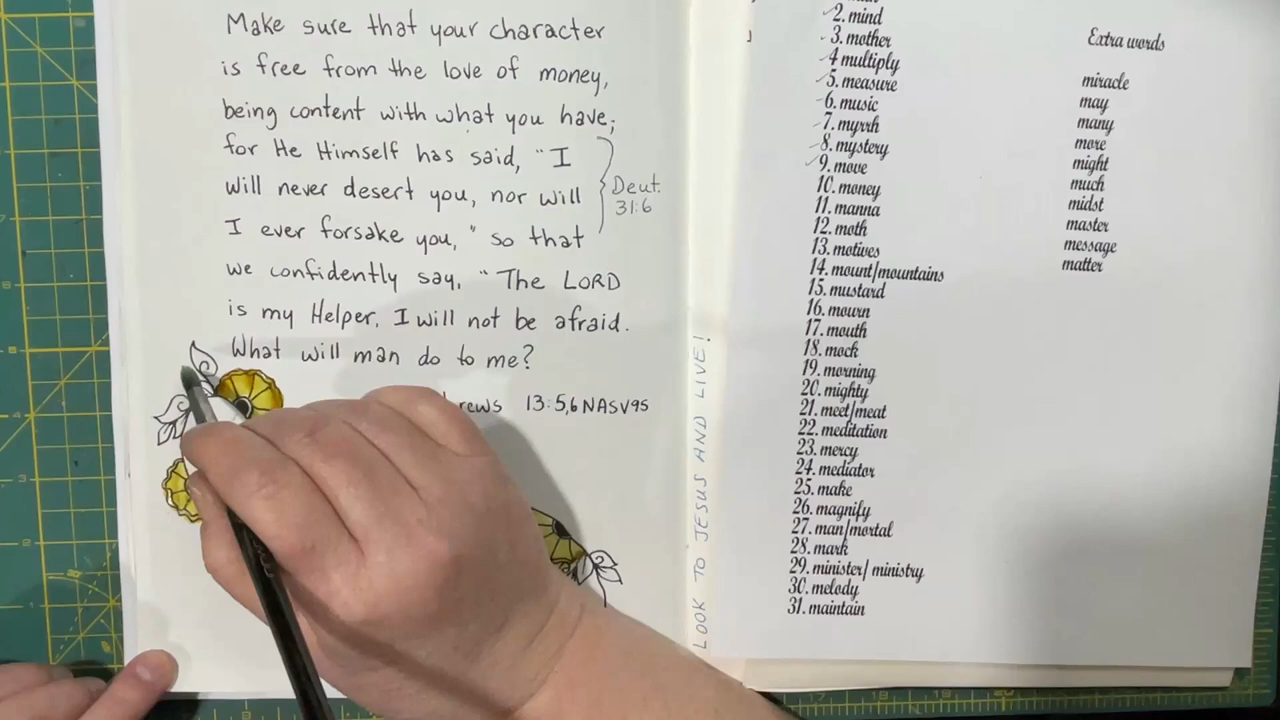 Make sure that your character
is free from the love of money,
being content with what you have;
for He Himself has said, "I
will never desert you, nor will
I ever forsake you," so that
we confidently say, "The LORD
is my Helper, I will not be afraid.
What will man do to me?
rews 13:5,6 NASV95
Deut.
31:6
LOOK TO JESUS AND LIVE!
2. mind
3. mother
4 multiply
5. measure
6. music
7. myrrh
8. mystery
9. move
10. money
11. manna
12. moth
13. motives
14. mount/mountains
15. mustard
16. mourn
17. mouth
18. mock
19. morning
20. mighty
21. meet/meat
22. meditation
23. mercy
24. mediator
25. make
26. magnify
27. man/mortal
28. mark
29. minister/ ministry
30. melody
31. maintain
Extra words
miracle
may
many
more
might
much
midst
master
message
matter